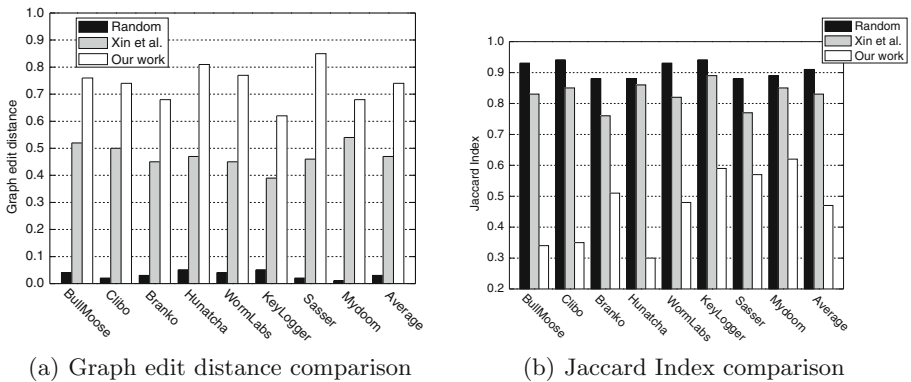 1.0
0.9
0.8
0.7
0.6
0.5
0.4
0.3
0.2
0.1
0.0
Graph edit distance
Random
Xin et al.
Our work
BullMoose
Clibo
Branko
Hunatcha
WormLabs
KeyLogger
Sasser
Mydoom
Average
(a) Graph edit distance comparison
1.0
0.9
0.8
0.7
0.6
0.5
0.4
0.3
0.2
Jaccard Index
Random
Xin et al.
Our work
BullMoose
Clibo
Branko
Hunatcha
WormLabs
KeyLogger
Sasser
Mydoom
Average
(b) Jaccard Index comparison